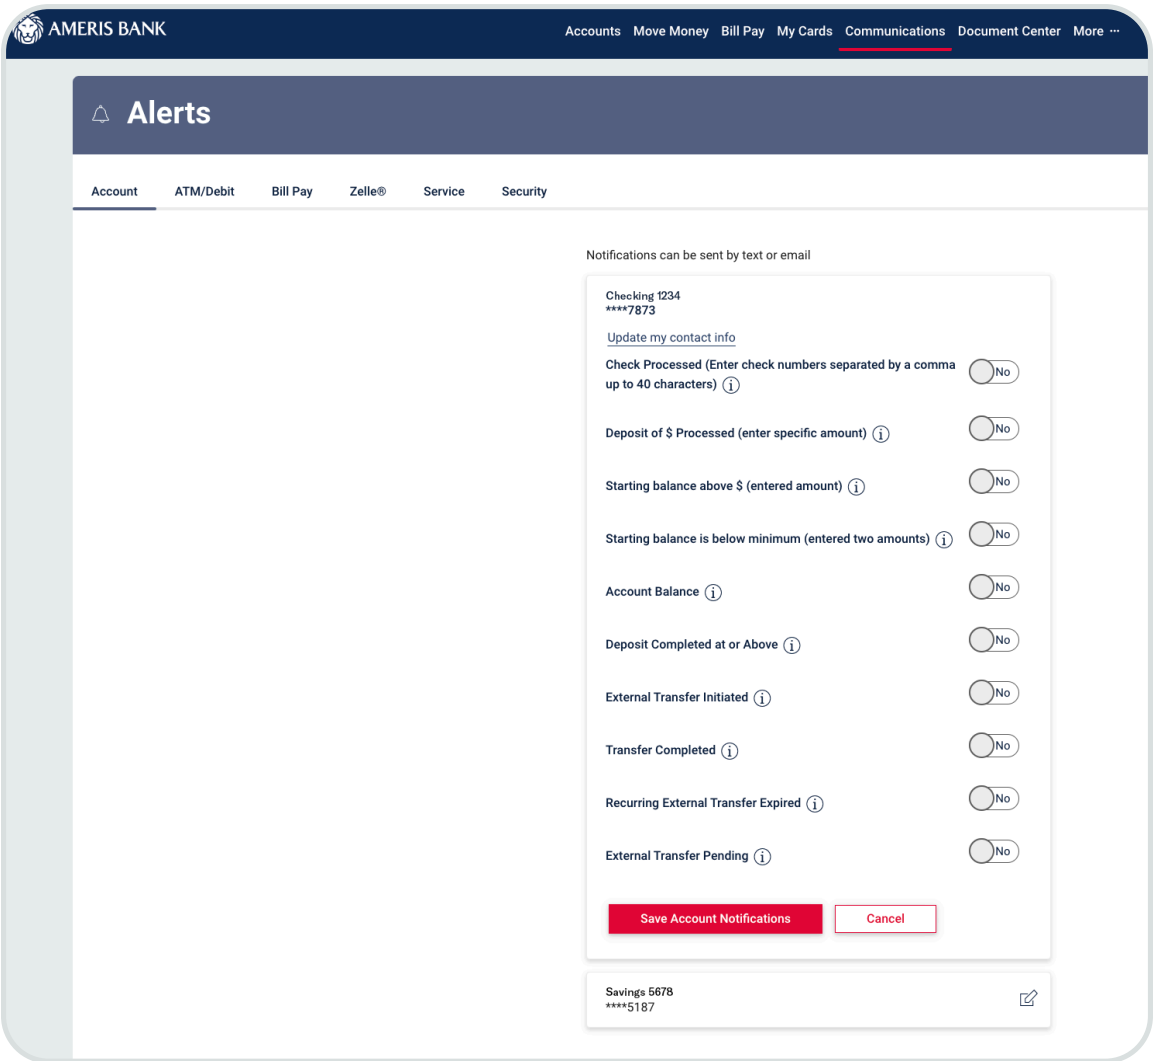 AMERIS BANK
Accounts Move Money Bill Pay My Cards Communications Document Center More ···
Alerts
Account ATM/Debit Bill Pay Zelle® Service Security
Notifications can be sent by text or email
Checking 1234
****7873
Update my contact info
Check Processed (Enter check numbers separated by a comma
up to 40 characters) i
No
Deposit of $ Processed (enter specific amount) i No
Starting balance above $ (entered amount) i No
Starting balance is below minimum (entered two amounts) i No
Account Balance i No
Deposit Completed at or Above i No
External Transfer Initiated i No
Transfer Completed i No
Recurring External Transfer Expired i No
External Transfer Pending i No
Save Account Notifications Cancel
Savings 5678
****5187